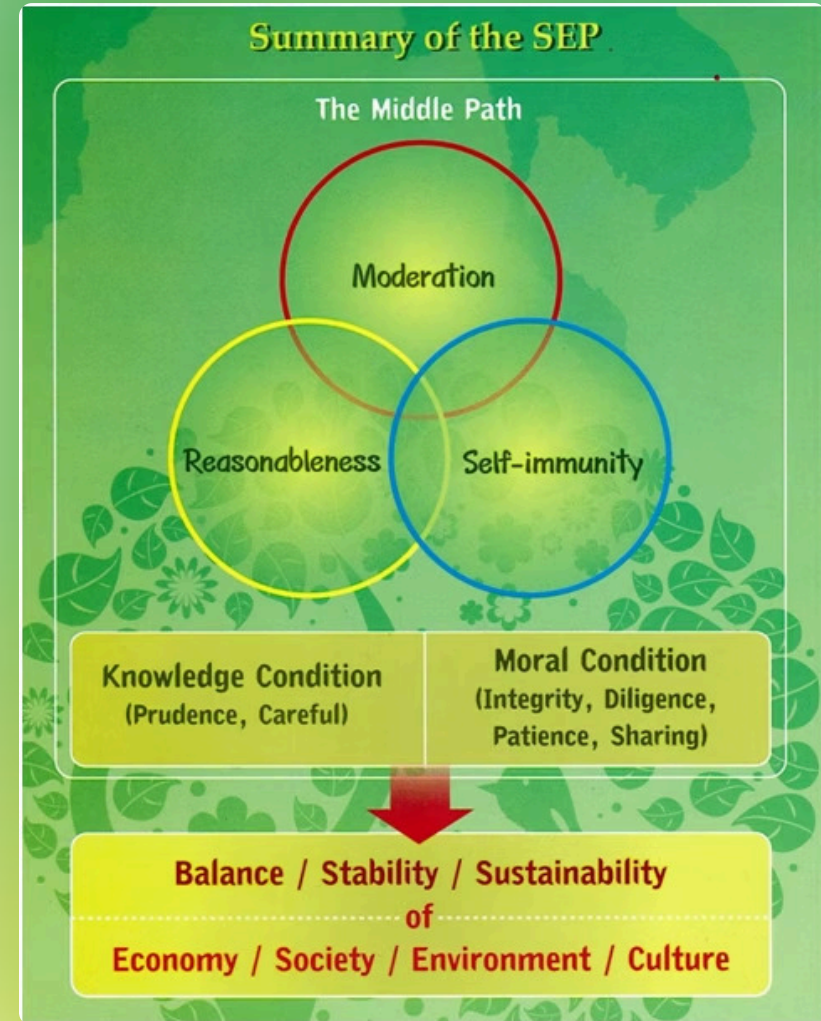 Summary of the SEP
The Middle Path
Moderation
Reasonableness
Self-immunity
Knowledge Condition
(Prudence, Careful)
Moral Condition
(Integrity, Diligence,
Patience, Sharing)
Balance / Stability / Sustainability
of
Economy / Society / Environment / Culture